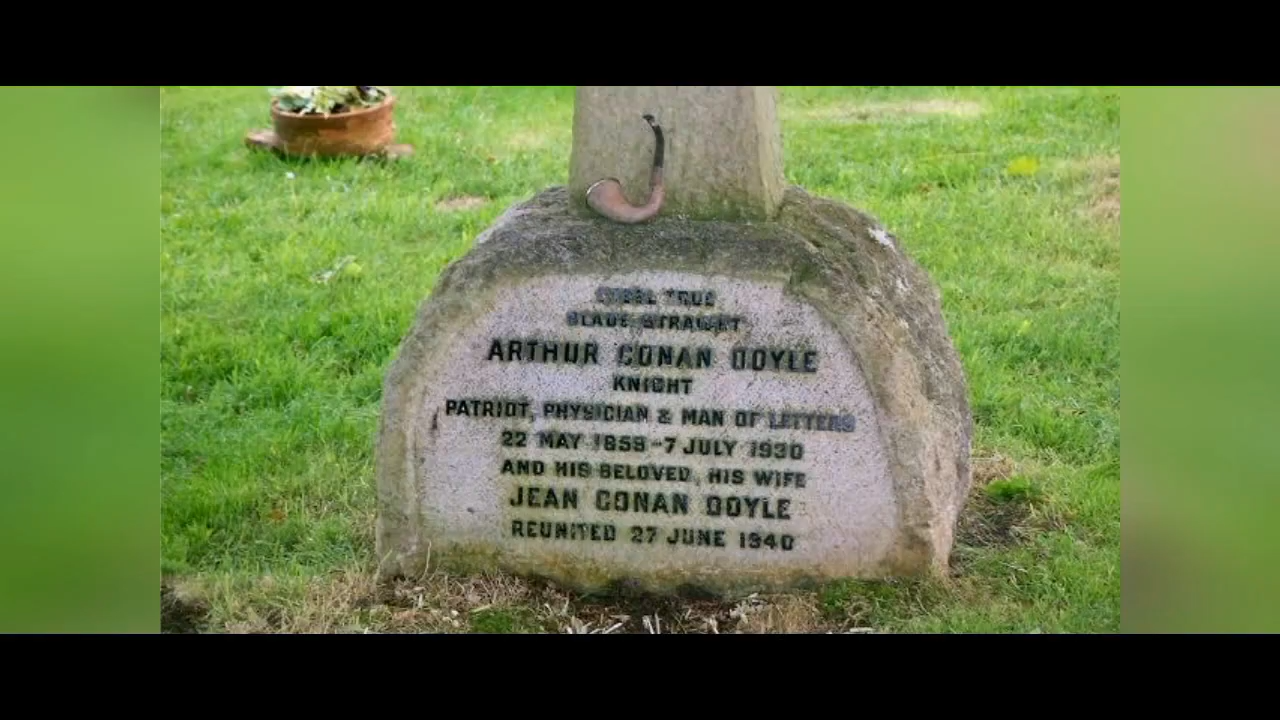 STEEL TRUE
BLADE STRAIGHT
ARTHUR CONAN DOYLE
KNIGHT
PATRIOT, PHYSICIAN & MAN OF LETTERS
22 MAY 1859-7 JULY 1930
AND HIS BELOVED, HIS WIFE
JEAN CONAN DOYLE
REUNITED 27 JUNE 1940